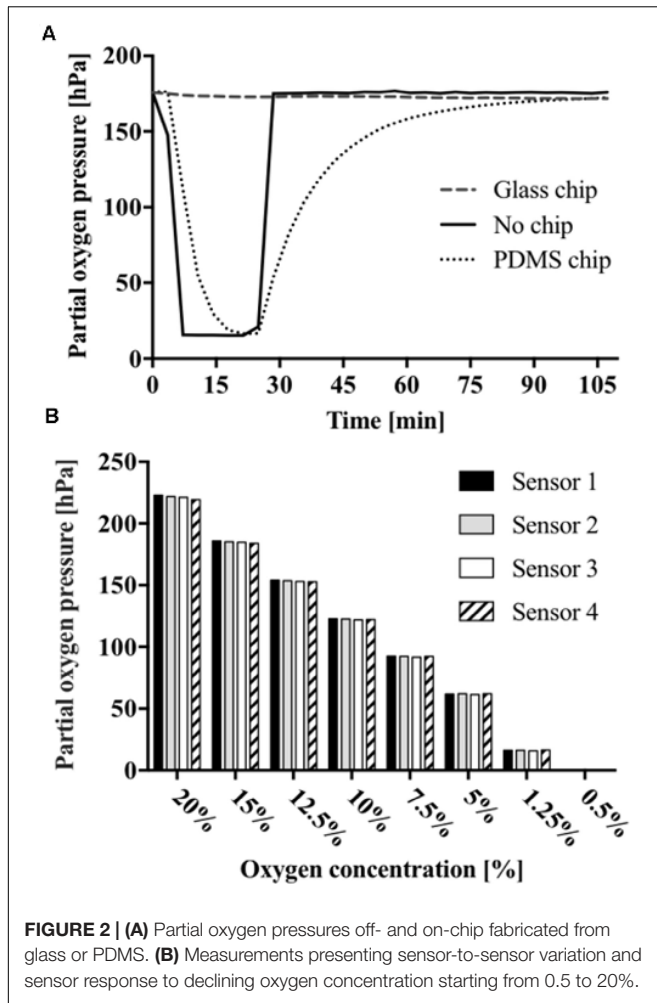 A
Partial oxygen pressure [hPa]
200
150
100
50
0
Glass chip
No chip
PDMS chip
0 15 30 45 60 75 90 105
Time [min]
B
Partial oxygen pressure [hPa]
250
200
150
100
50
0
Sensor 1
Sensor 2
Sensor 3
Sensor 4
20% 15% 12.5% 10% 7.5% 5% 1.25% 0.5%
Oxygen concentration [%]
FIGURE 2 | (A) Partial oxygen pressures off- and on-chip fabricated from
glass or PDMS. (B) Measurements presenting sensor-to-sensor variation and
sensor response to declining oxygen concentration starting from 0.5 to 20%.